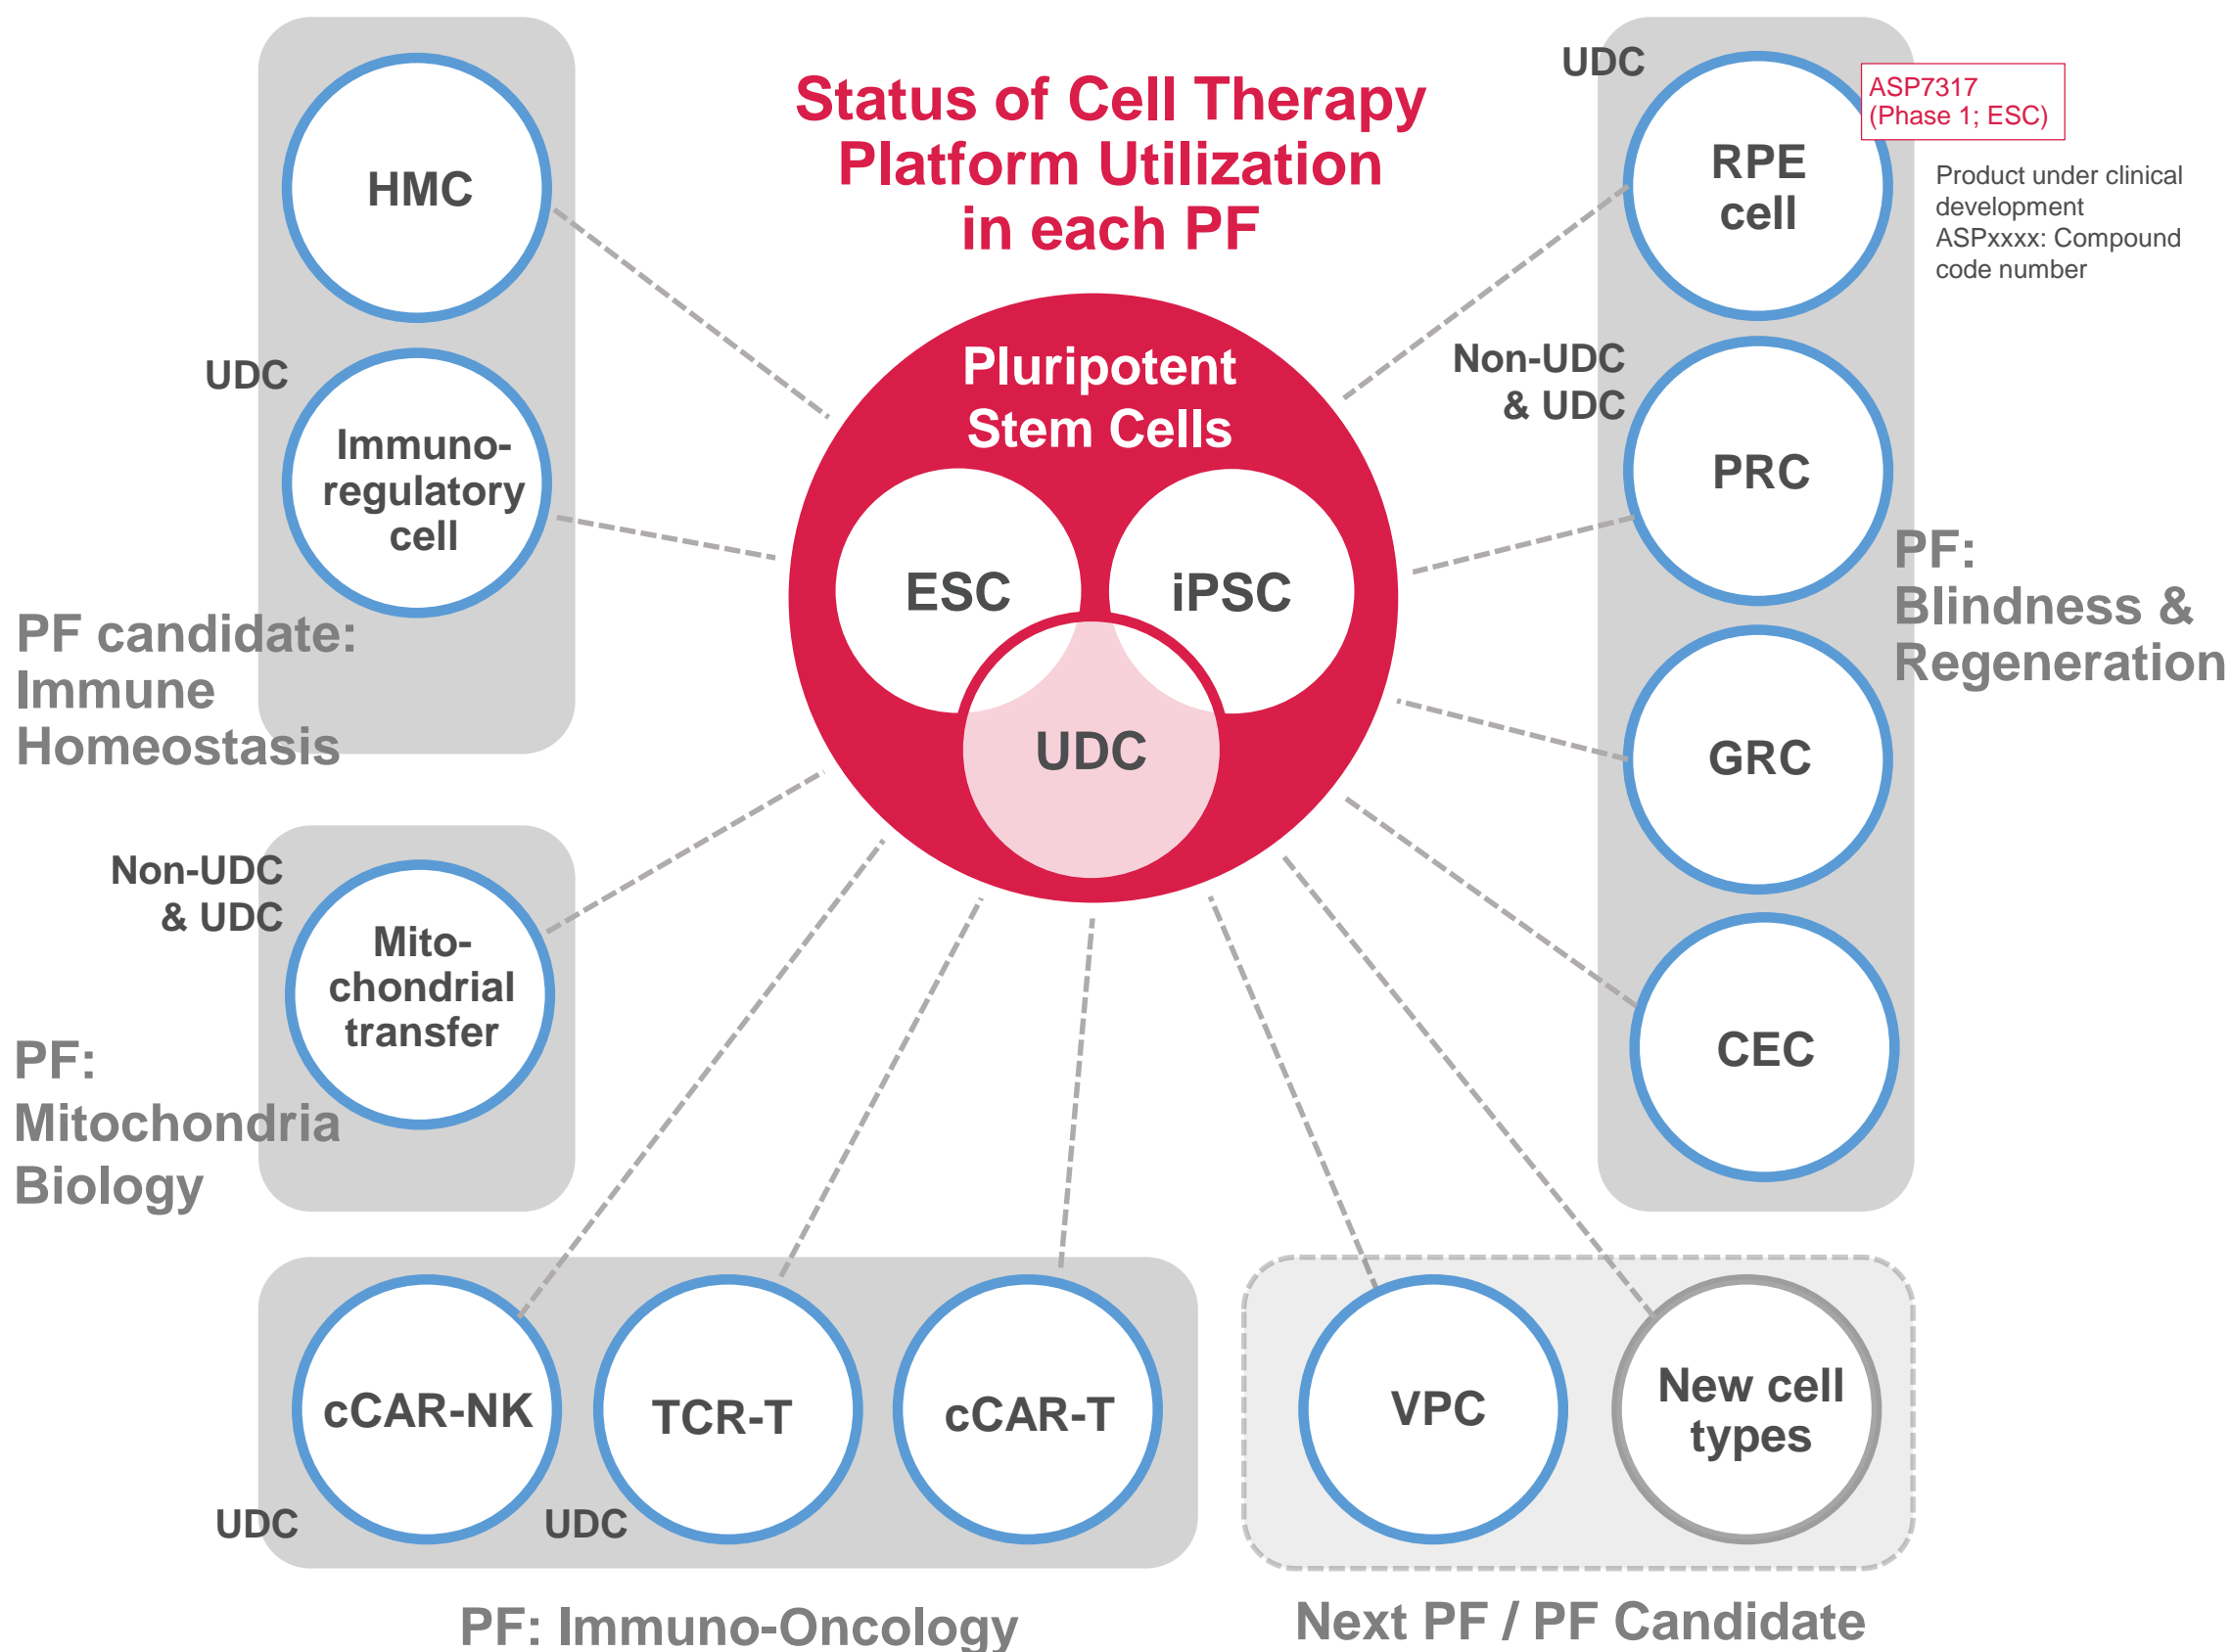 Status of Cell Therapy
Platform Utilization
in each PF
HMC
UDC
Immuno-
regulatory
cell
PF candidate:
Immune
Homeostasis
Non-UDC
& UDC
Mito-
chondrial
transfer
PF:
Mitochondria
Biology
Pluripotent
Stem Cells
ESC
iPSC
UDC
UDC
RPE
cell
ASP7317
(Phase 1; ESC)
Product under clinical
development
ASPxxxx: Compound
code number
Non-UDC
& UDC
PRC
PF:
Blindness &
Regeneration
GRC
CEC
cCAR-NK
UDC
TCR-T
UDC
cCAR-T
PF: Immuno-Oncology
VPC
New cell
types
Next PF / PF Candidate